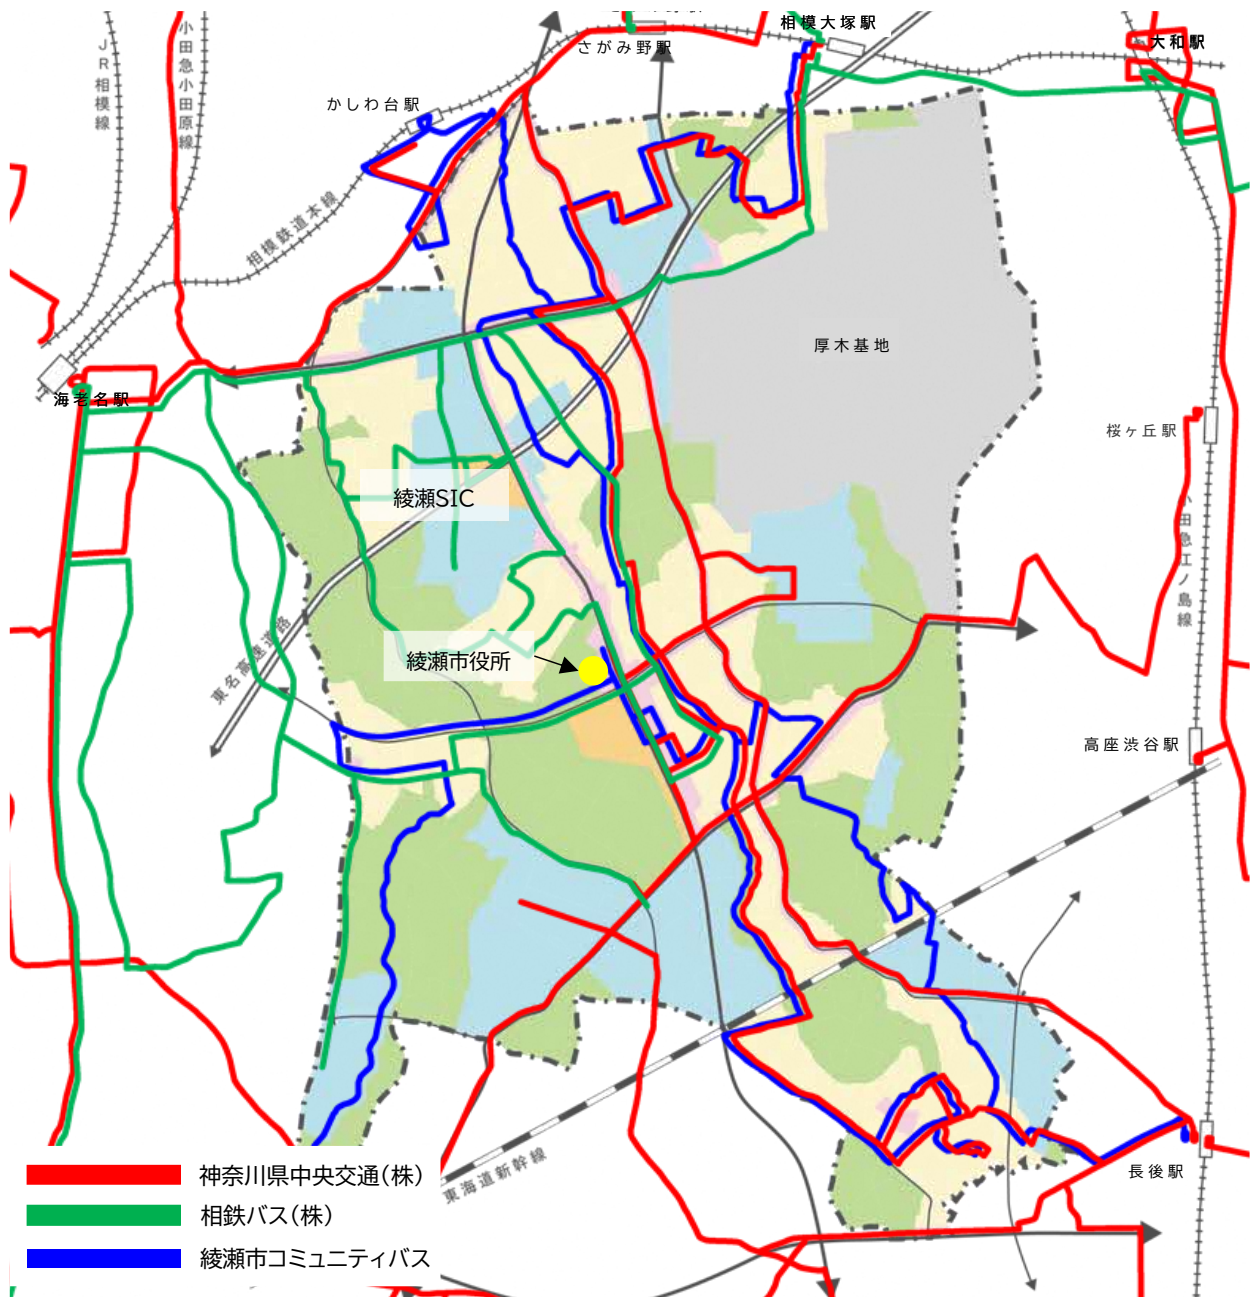 相模大塚駅
さがみ野駅
大和駅
JR相模線
小田急小田原線
かしわ台駅
相模鉄道本線
厚木基地
海老名駅
桜ヶ丘駅
綾瀬SIC
小田急江ノ島線
綾瀬市役所
東名高速道路
高座渋谷駅
東海道新幹線
長後駅
神奈川県中央交通(株)
相鉄バス(株)
綾瀬市コミュニティバス